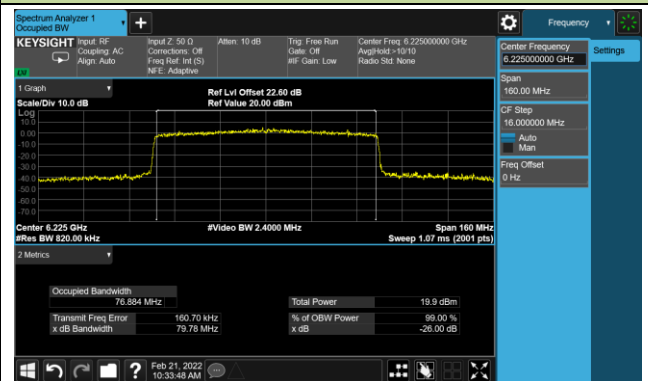 Spectrum Analyzer 1
Occupied BW
Frequency
KEYSIGHT
Input: RF
Coupling: AC
Align: Auto
Input Z: 50 Ω
Corrections: Off
Freq Ref: Int (S)
NFE: Adaptive
Atten: 10 dB
Trig: Free Run
Gate: Off
#IF Gain: Low
Center Freq: 6.225000000 GHz
Avg|Hold:>10/10
Radio Std: None
Center Frequency
6.225000000 GHz
Settings
Span
160.00 MHz
CF Step
16.000000 MHz
Auto
Man
Freq Offset
0 Hz
1 Graph
Scale/Div 10.0 dB
Ref Lvl Offset 22.60 dB
Ref Value 20.00 dBm
Log
10.0
0.00
-10.0
-20.0
-30.0
-40.0
-50.0
-60.0
-70.0
Center 6.225 GHz
#Res BW 820.00 kHz
#Video BW 2.4000 MHz
Span 160 MHz
Sweep 1.07 ms (2001 pts)
2 Metrics
Occupied Bandwidth
76.884 MHz
Total Power 19.9 dBm
Transmit Freq Error 160.70 kHz
% of OBW Power 99.00 %
x dB Bandwidth 79.78 MHz
x dB -26.00 dB
Feb 21, 2022
10:33:48 AM